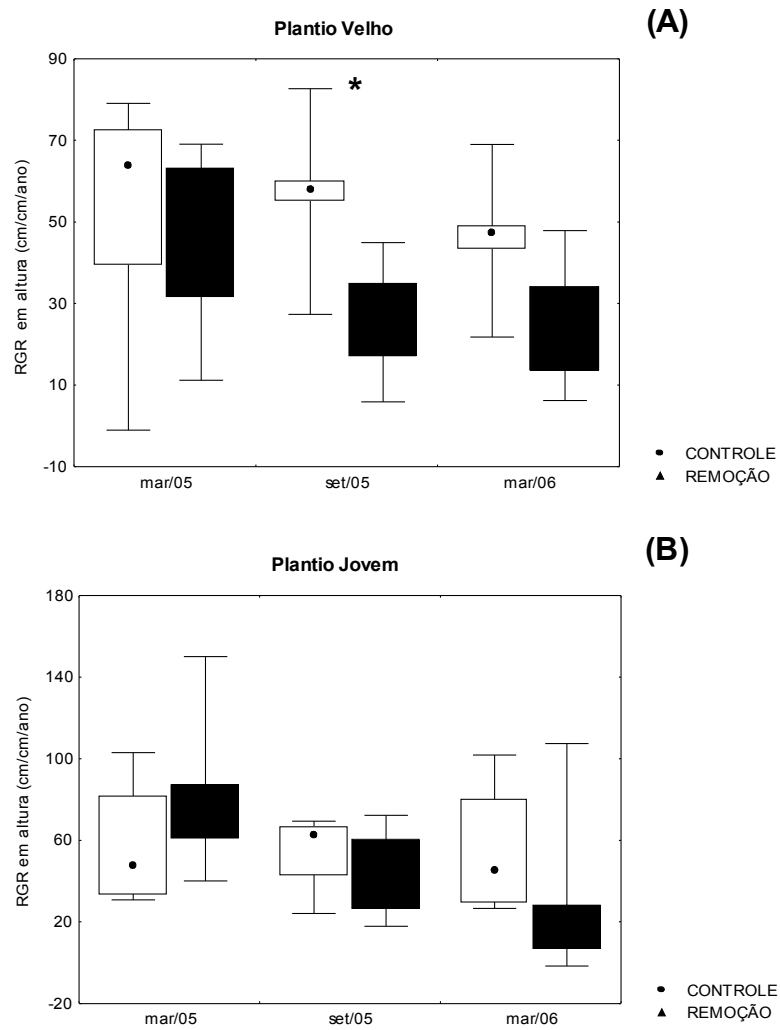 Plantio Velho
(A)
RGR em altura (cm/cm/ano)
90
70
50
30
10
-10
*
mar/05 set/05 mar/06
CONTROLE
REMOÇÃO
Plantio Jovem
(B)
RGR em altura (cm/cm/ano)
180
140
100
60
20
-20
mar/05 set/05 mar/06
CONTROLE
REMOÇÃO